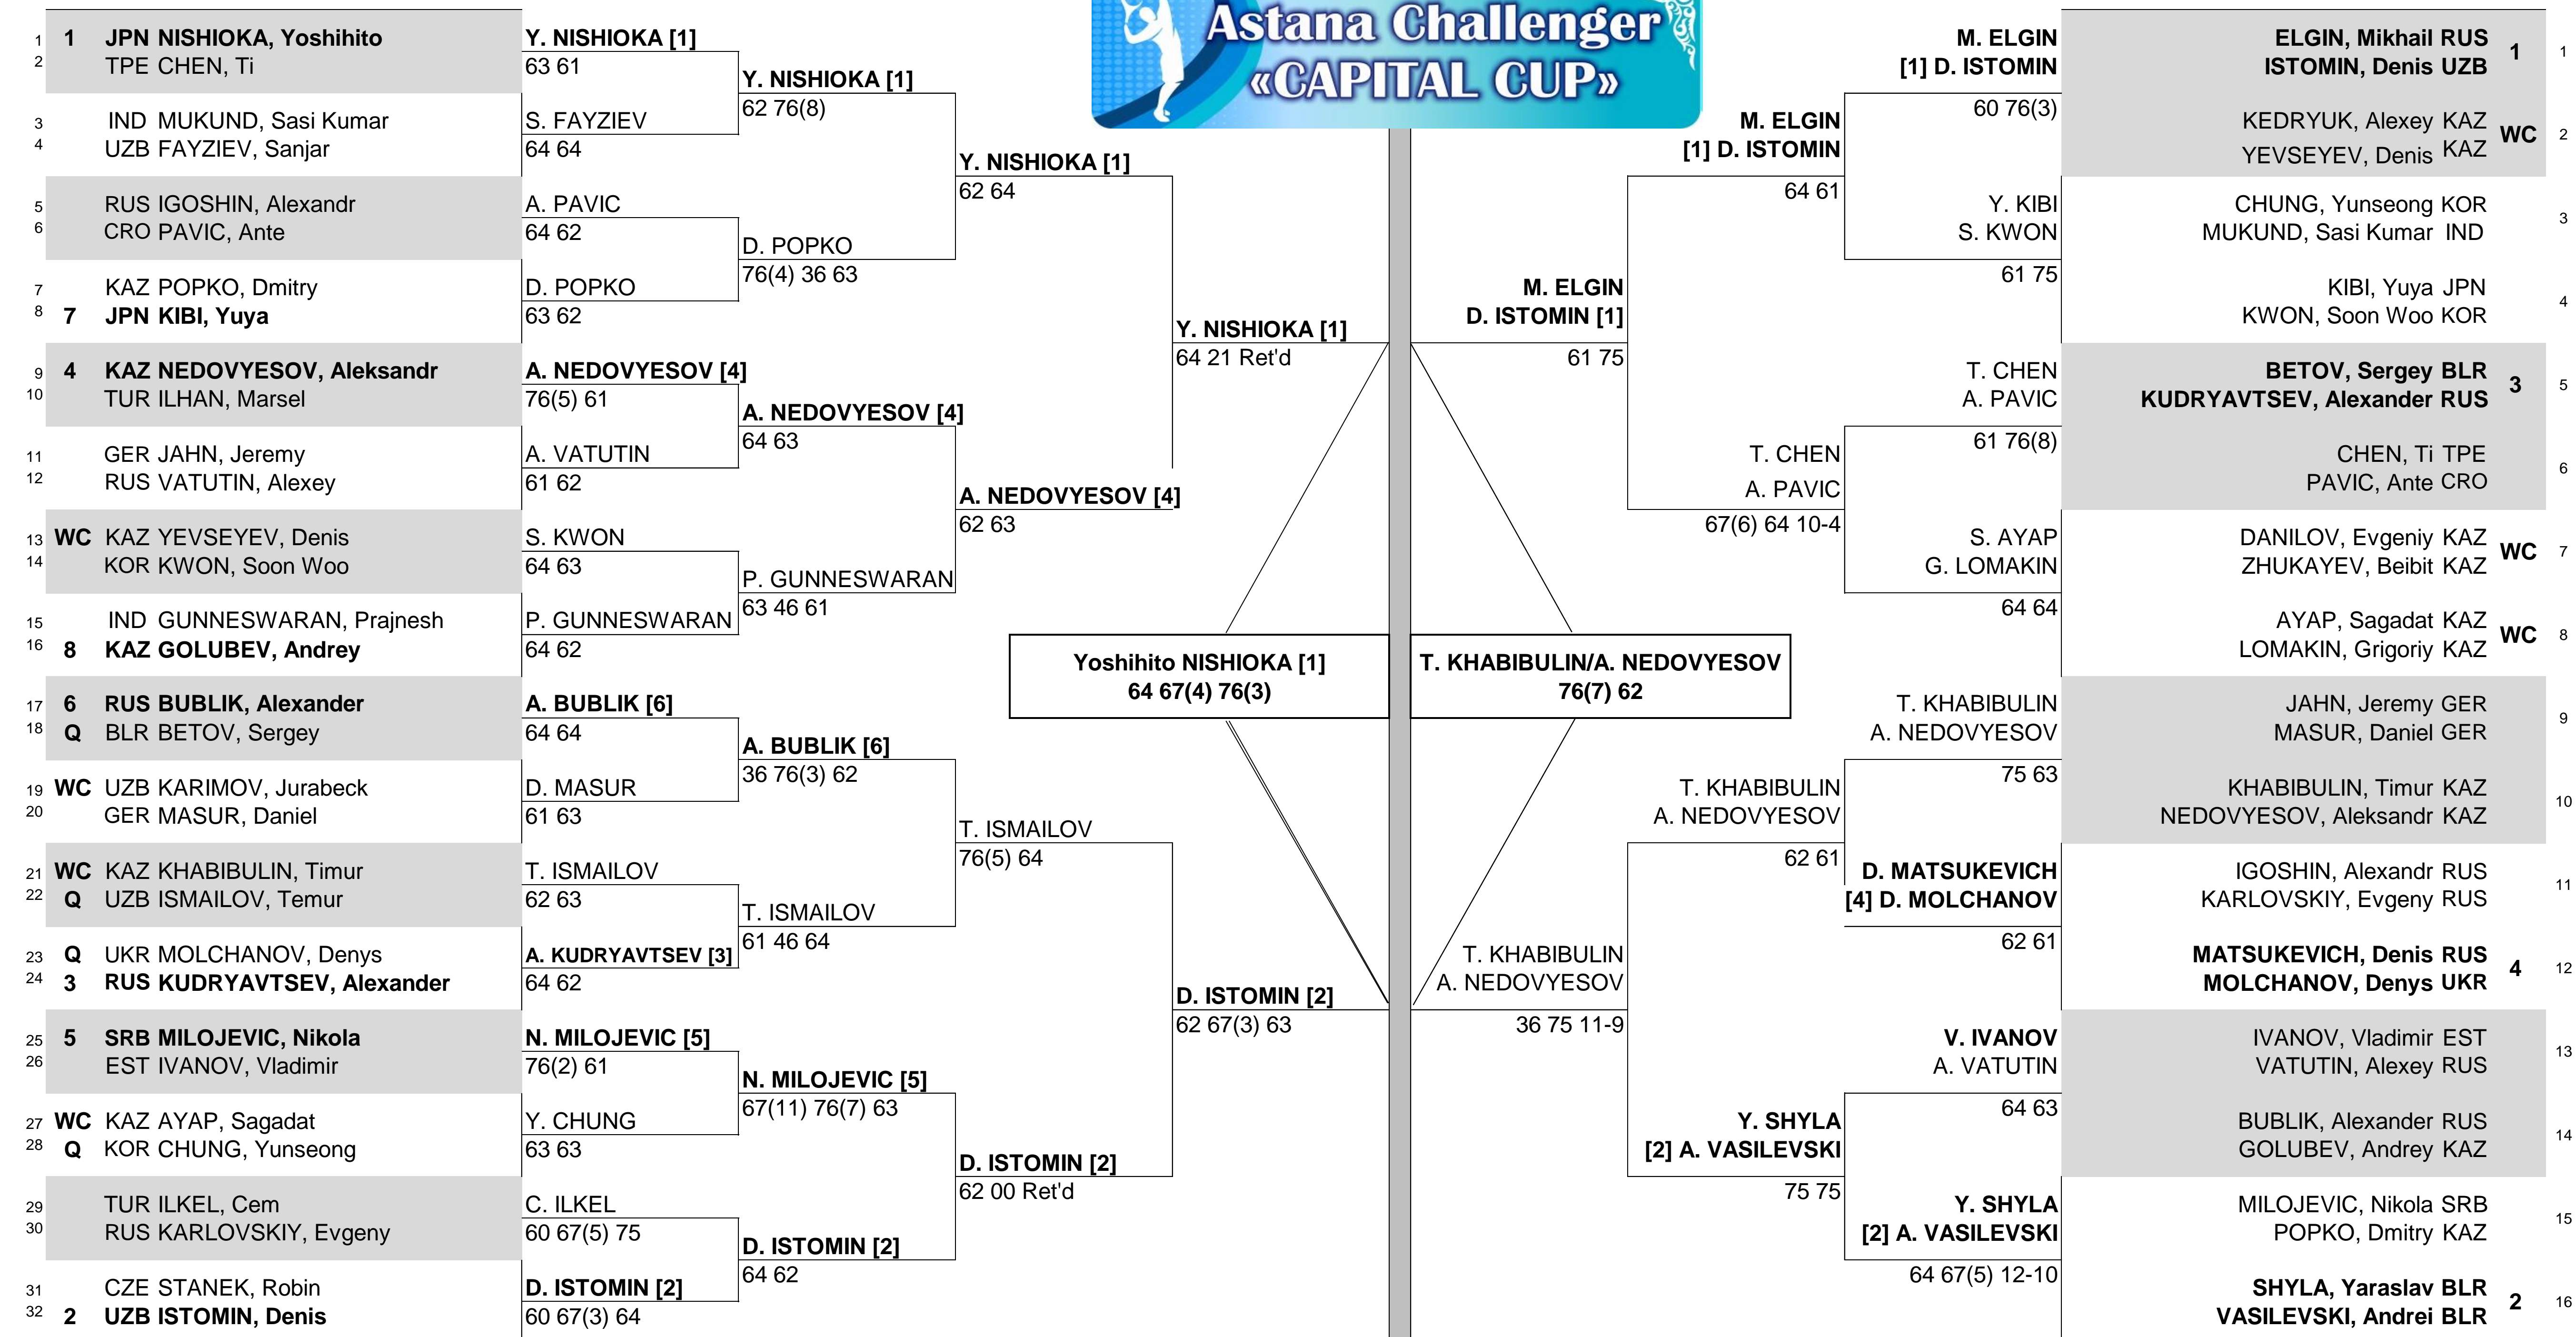 Astana Challenger
«CAPITAL CUP»
1 1 JPN NISHIOKA, Yoshihito
2 TPE CHEN, Ti
3 IND MUKUND, Sasi Kumar
4 UZB FAYZIEV, Sanjar
5 RUS IGOSHIN, Alexandr
6 CRO PAVIC, Ante
7 KAZ POPKO, Dmitry
8 7 JPN KIBI, Yuya
9 4 KAZ NEDOVYESOV, Aleksandr
10 TUR ILHAN, Marsel
11 GER JAHN, Jeremy
12 RUS VATUTIN, Alexey
13 WC KAZ YEVSEYEV, Denis
14 KOR KWON, Soon Woo
15 IND GUNNESWARAN, Prajnesh
16 8 KAZ GOLUBEV, Andrey
17 6 RUS BUBLIK, Alexander
18 Q BLR BETOV, Sergey
19 WC UZB KARIMOV, Jurabeck
20 GER MASUR, Daniel
21 WC KAZ KHABIBULIN, Timur
22 Q UZB ISMAILOV, Temur
23 Q UKR MOLCHANOV, Denys
24 3 RUS KUDRYAVTSEV, Alexander
25 5 SRB MILOJEVIC, Nikola
26 EST IVANOV, Vladimir
27 WC KAZ AYAP, Sagadat
28 Q KOR CHUNG, Yunseong
29 TUR ILKEL, Cem
30 RUS KARLOVSKIY, Evgeny
31 CZE STANEK, Robin
32 2 UZB ISTOMIN, Denis
Y. NISHIOKA [1]
63 61
S. FAYZIEV
64 64
A. PAVIC
64 62
D. POPKO
63 62
A. NEDOVYESOV [4]
76(5) 61
A. VATUTIN
61 62
S. KWON
64 63
P. GUNNESWARAN
64 62
A. BUBLIK [6]
64 64
D. MASUR
61 63
T. ISMAILOV
62 63
A. KUDRYAVTSEV [3]
64 62
N. MILOJEVIC [5]
76(2) 61
Y. CHUNG
63 63
C. ILKEL
60 67(5) 75
D. ISTOMIN [2]
60 67(3) 64
Y. NISHIOKA [1]
62 76(8)
D. POPKO
76(4) 36 63
A. NEDOVYESOV [4]
64 63
P. GUNNESWARAN
63 46 61
A. BUBLIK [6]
36 76(3) 62
T. ISMAILOV
61 46 64
N. MILOJEVIC [5]
67(11) 76(7) 63
D. ISTOMIN [2]
64 62
Y. NISHIOKA [1]
62 64
A. NEDOVYESOV [4]
62 63
T. ISMAILOV
76(5) 64
D. ISTOMIN [2]
62 00 Ret'd
Y. NISHIOKA [1]
64 21 Ret'd
D. ISTOMIN [2]
62 67(3) 63
Yoshihito NISHIOKA [1]
64 67(4) 76(3)
T. KHABIBULIN/A. NEDOVYESOV
76(7) 62
M. ELGIN
D. ISTOMIN [1]
61 75
T. KHABIBULIN
A. NEDOVYESOV
36 75 11-9
M. ELGIN
[1] D. ISTOMIN
64 61
T. CHEN
A. PAVIC
67(6) 64 10-4
T. KHABIBULIN
A. NEDOVYESOV
62 61
Y. SHYLA
[2] A. VASILEVSKI
75 75
M. ELGIN
[1] D. ISTOMIN
60 76(3)
Y. KIBI
S. KWON
61 75
T. CHEN
A. PAVIC
61 76(8)
S. AYAP
G. LOMAKIN
64 64
T. KHABIBULIN
A. NEDOVYESOV
75 63
D. MATSUKEVICH
[4] D. MOLCHANOV
62 61
V. IVANOV
A. VATUTIN
64 63
Y. SHYLA
[2] A. VASILEVSKI
64 67(5) 12-10
ELGIN, Mikhail RUS
ISTOMIN, Denis UZB
1 1
KEDRYUK, Alexey KAZ
YEVSEYEV, Denis KAZ
WC 2
CHUNG, Yunseong KOR
MUKUND, Sasi Kumar IND
3
KIBI, Yuya JPN
KWON, Soon Woo KOR
4
BETOV, Sergey BLR
KUDRYAVTSEV, Alexander RUS
3 5
CHEN, Ti TPE
PAVIC, Ante CRO
6
DANILOV, Evgeniy KAZ
ZHUKAYEV, Beibit KAZ
WC 7
AYAP, Sagadat KAZ
LOMAKIN, Grigoriy KAZ
WC 8
JAHN, Jeremy GER
MASUR, Daniel GER
9
KHABIBULIN, Timur KAZ
NEDOVYESOV, Aleksandr KAZ
10
IGOSHIN, Alexandr RUS
KARLOVSKIY, Evgeny RUS
11
MATSUKEVICH, Denis RUS
MOLCHANOV, Denys UKR
4 12
IVANOV, Vladimir EST
VATUTIN, Alexey RUS
13
BUBLIK, Alexander RUS
GOLUBEV, Andrey KAZ
14
MILOJEVIC, Nikola SRB
POPKO, Dmitry KAZ
15
SHYLA, Yaraslav BLR
VASILEVSKI, Andrei BLR
2 16